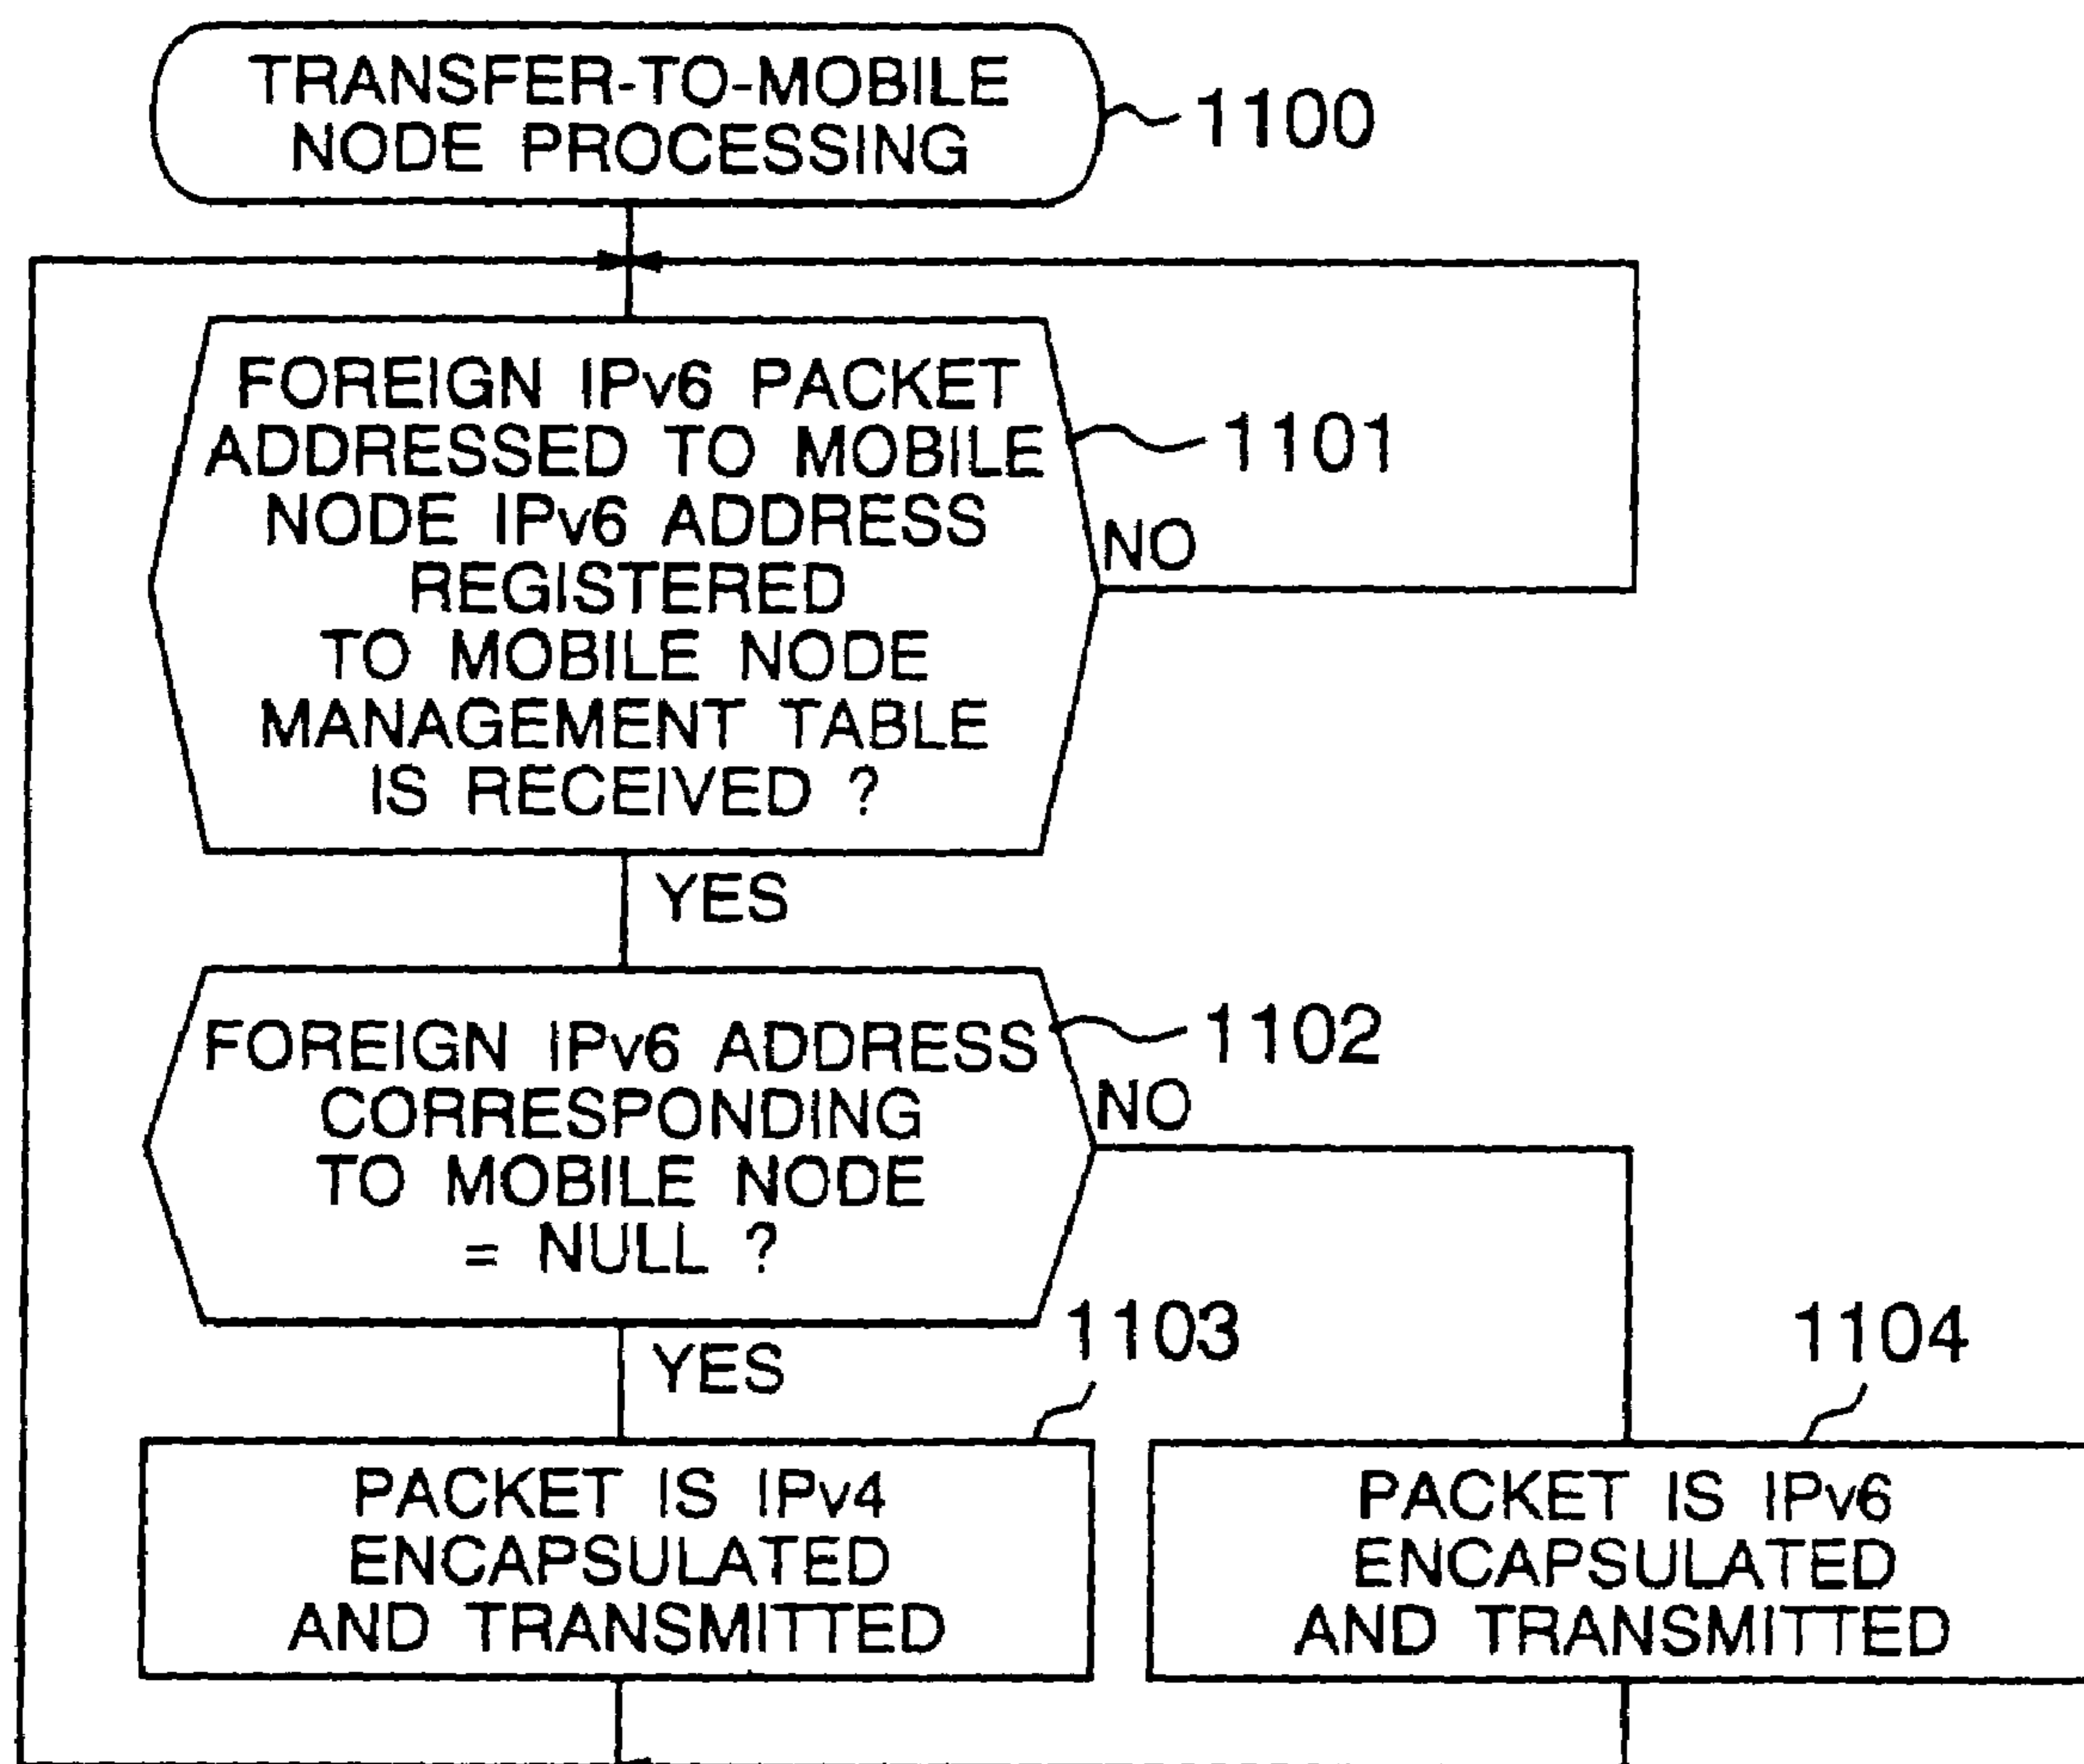 TRANSFER-TO-MOBILE
NODE PROCESSING
1100
FOREIGN IPv6 PACKET
ADDRESSED TO MOBILE
NODE IPv6 ADDRESS
REGISTERED
TO MOBILE NODE
MANAGEMENT TABLE
IS RECEIVED ?
1101
NO
YES
FOREIGN IPv6 ADDRESS
CORRESPONDING
TO MOBILE NODE
= NULL ?
1102
NO
YES
1103
PACKET IS IPv4
ENCAPSULATED
AND TRANSMITTED
1104
PACKET IS IPv6
ENCAPSULATED
AND TRANSMITTED